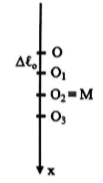 O
Δℓ₀
O₁
O₂ = M
O₃
x